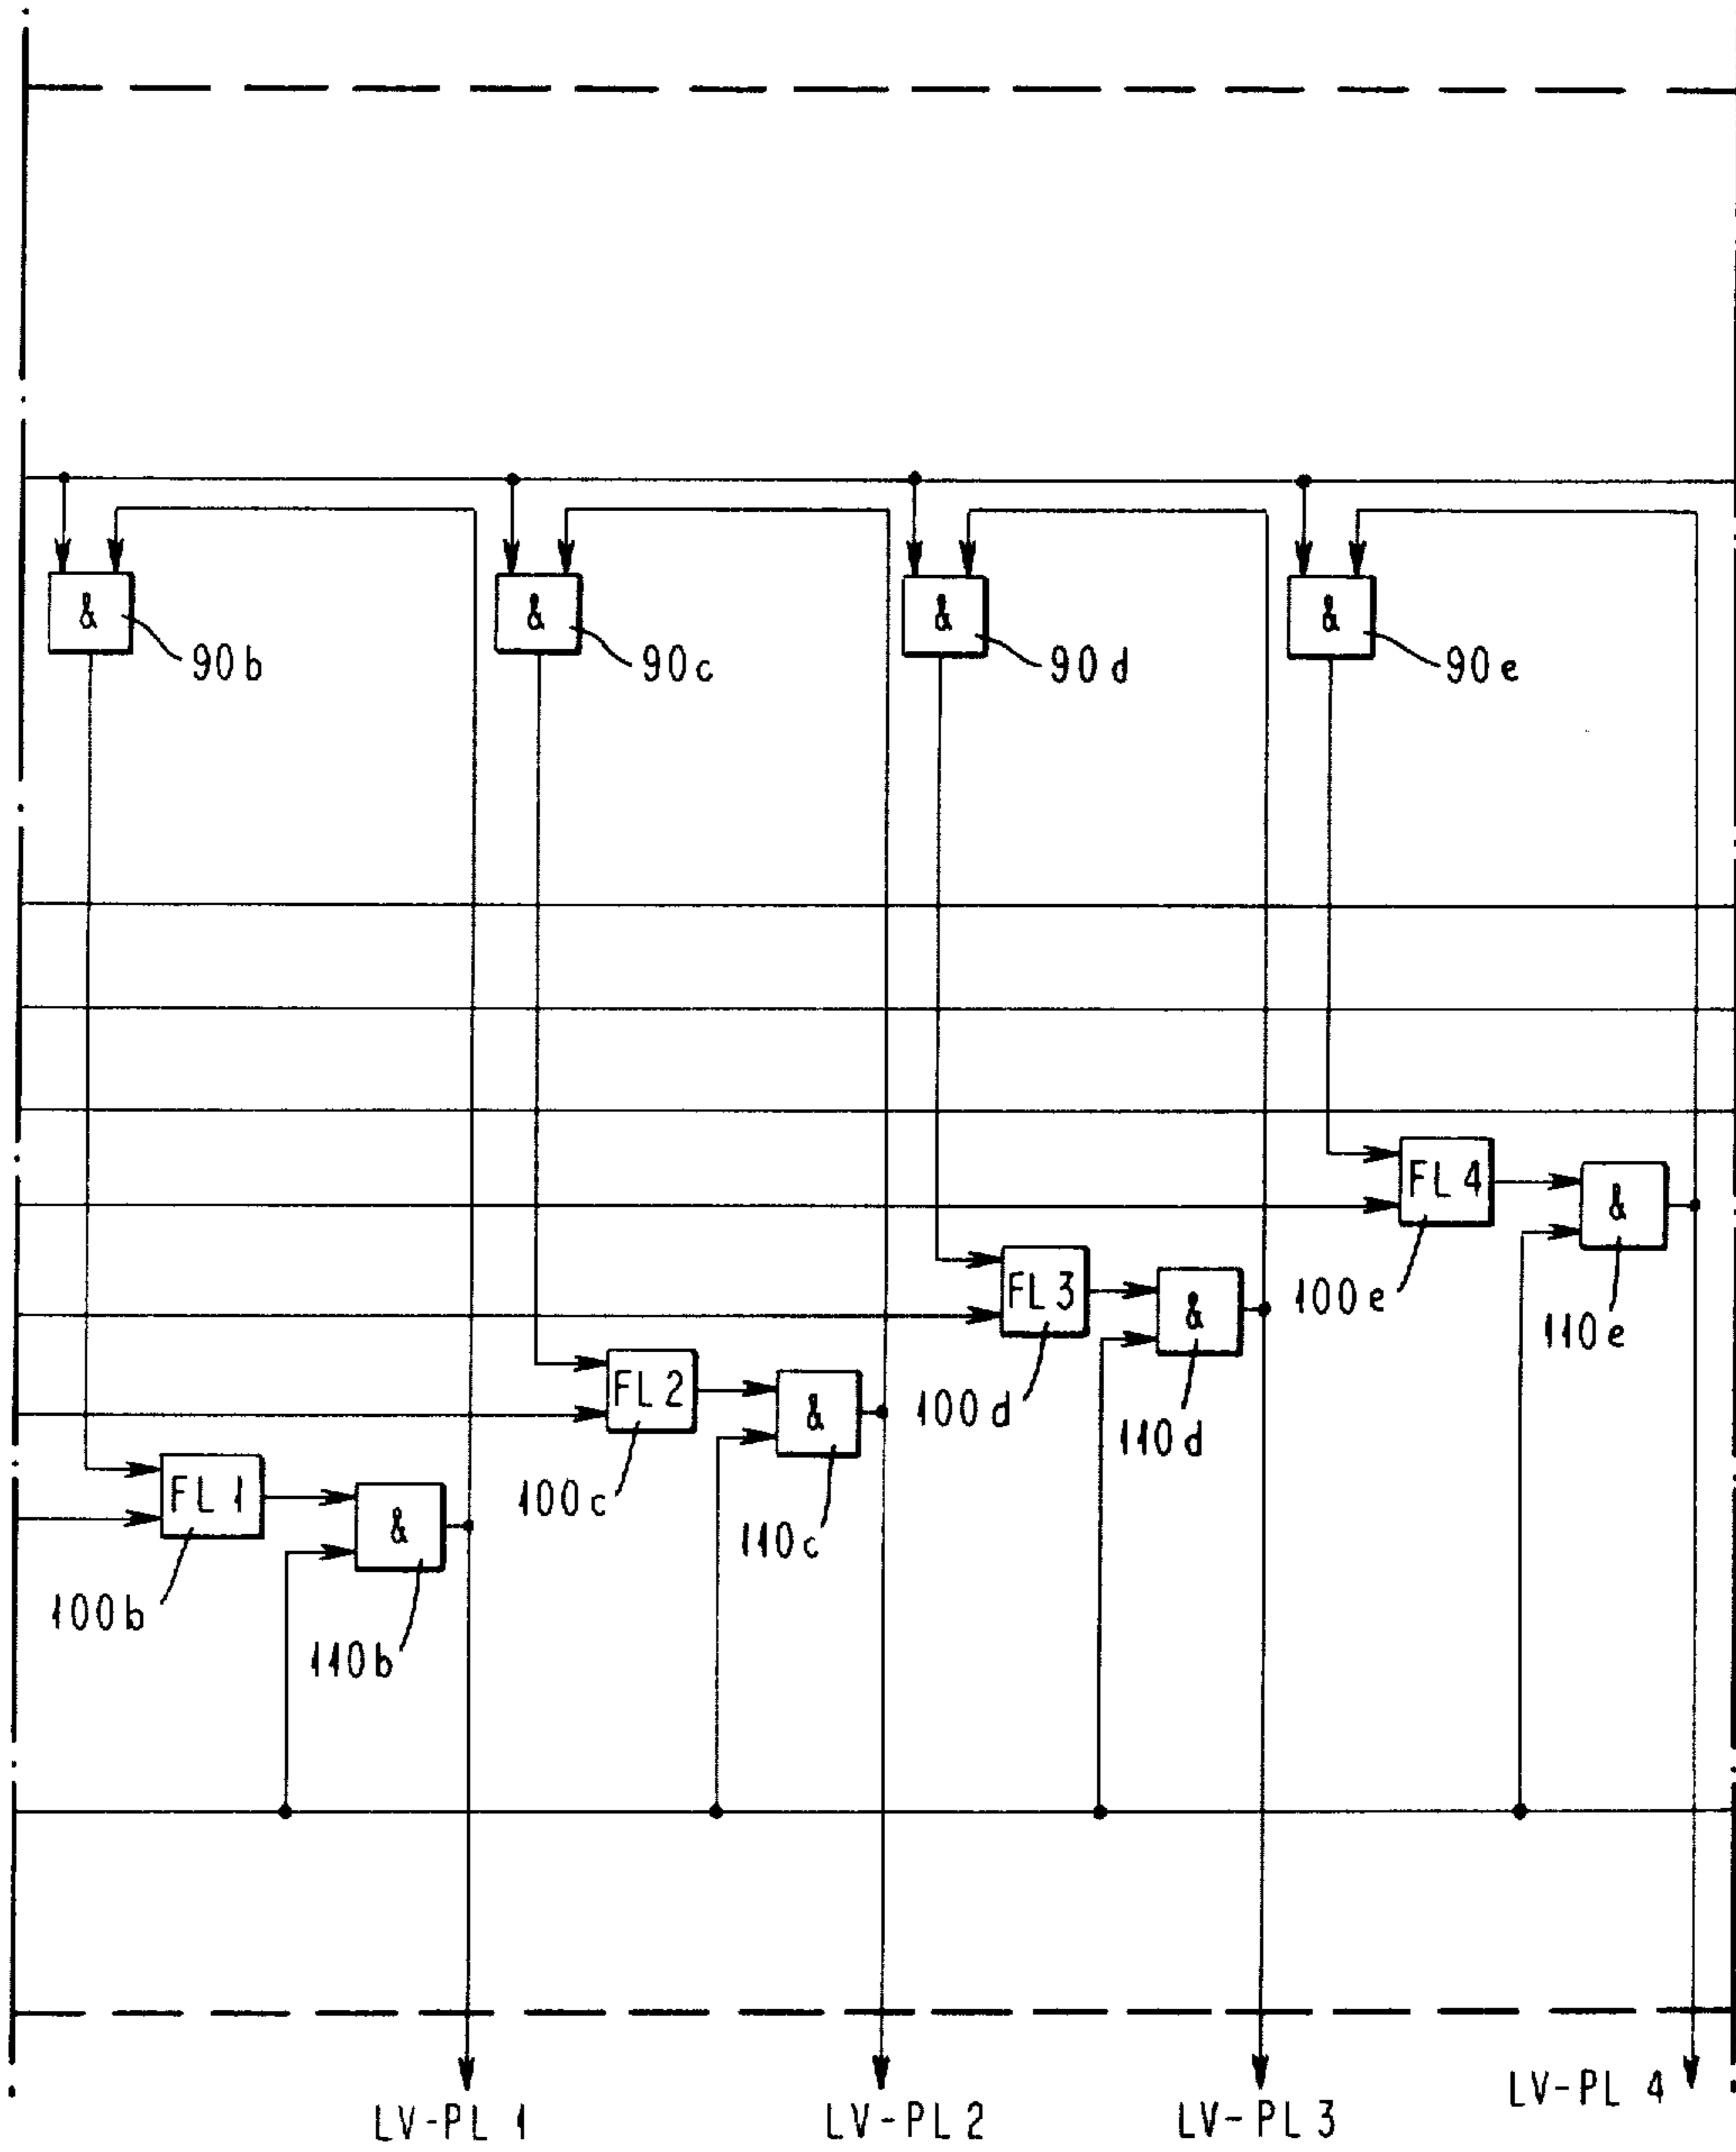 & & & &
90b 90c 90d 90e
FL 4 &
FL 3 & 100e
110e
FL 2 & 100d 110d
FL 1 & 100c 110c
100b 110b
LV-PL 1 LV-PL 2 LV-PL 3 LV-PL 4